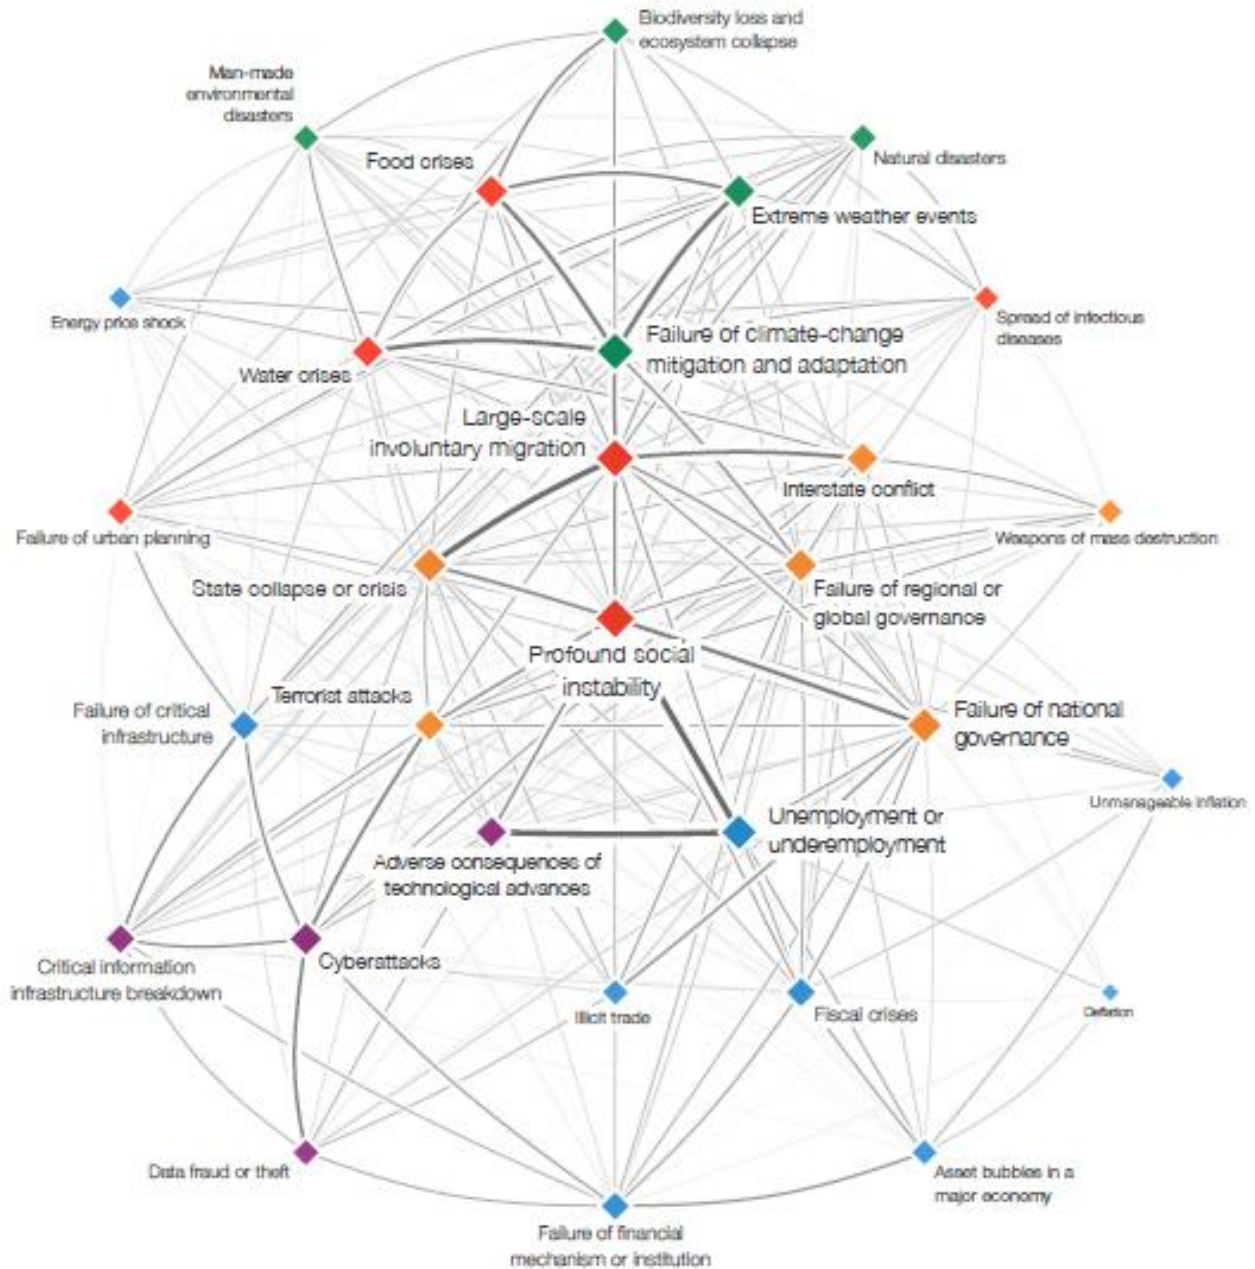 Biodiversity loss and
ecosystem collapse
Man-made
environmental
disasters
Food crises
Natural disasters
Extreme weather events
Energy price shock
Spread of infectious
diseases
Water crises
Failure of climate-change
mitigation and adaptation
Large-scale
involuntary migration
Interstate conflict
Failure of urban planning
Weapons of mass destruction
State collapse or crisis
Failure of regional or
global governance
Profound social
instability
Terrorist attacks
Failure of critical
infrastructure
Failure of national
governance
Unmanageable inflation
Unemployment or
underemployment
Adverse consequences of
technological advances
Critical information
infrastructure breakdown
Cyberattacks
Illicit trade
Fiscal crises
Deflation
Data fraud or theft
Asset bubbles in a
major economy
Failure of financial
mechanism or institution